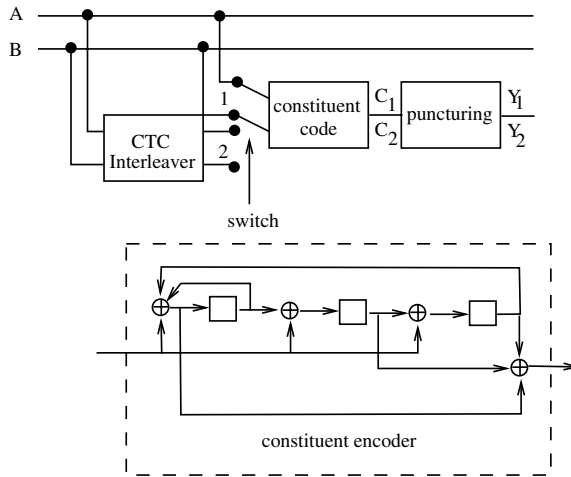 A
B
1
constituent
code
C1
C2
puncturing
Y1
Y2
CTC
Interleaver
2
switch
constituent encoder